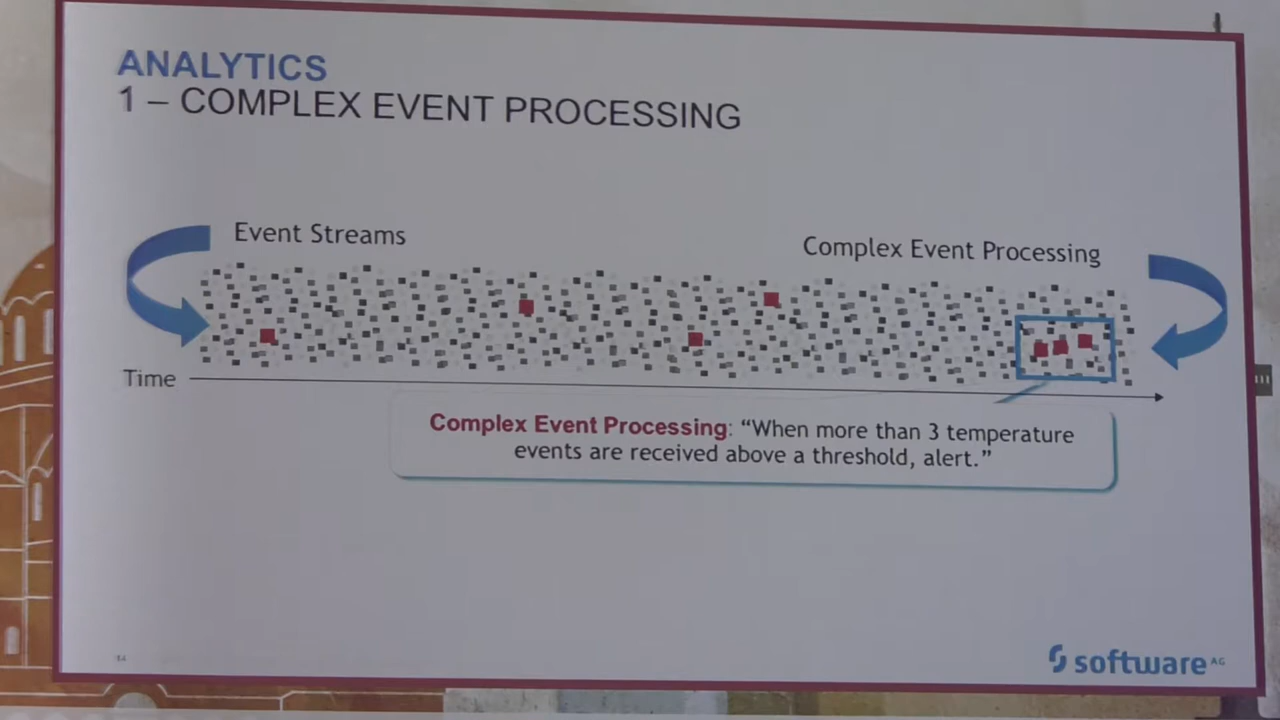 ANALYTICS
1 – COMPLEX EVENT PROCESSING
Event Streams
Complex Event Processing
Time
Complex Event Processing: “When more than 3 temperature
events are received above a threshold, alert.”
14
software AG